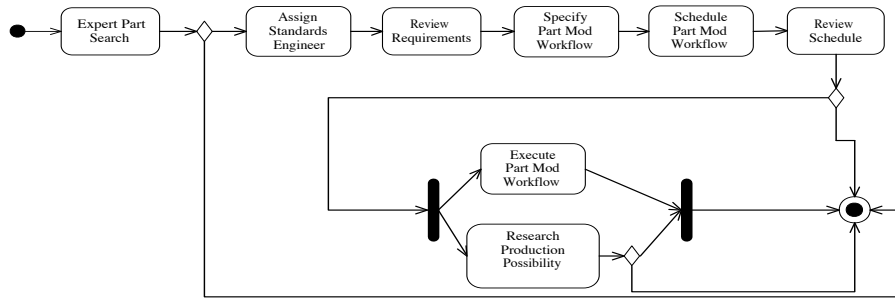 Expert Part
Search
Assign
Standards
Engineer
Review
Requirements
Specify
Part Mod
Workflow
Schedule
Part Mod
Workflow
Review
Schedule
Execute
Part Mod
Workflow
Research
Production
Possibility